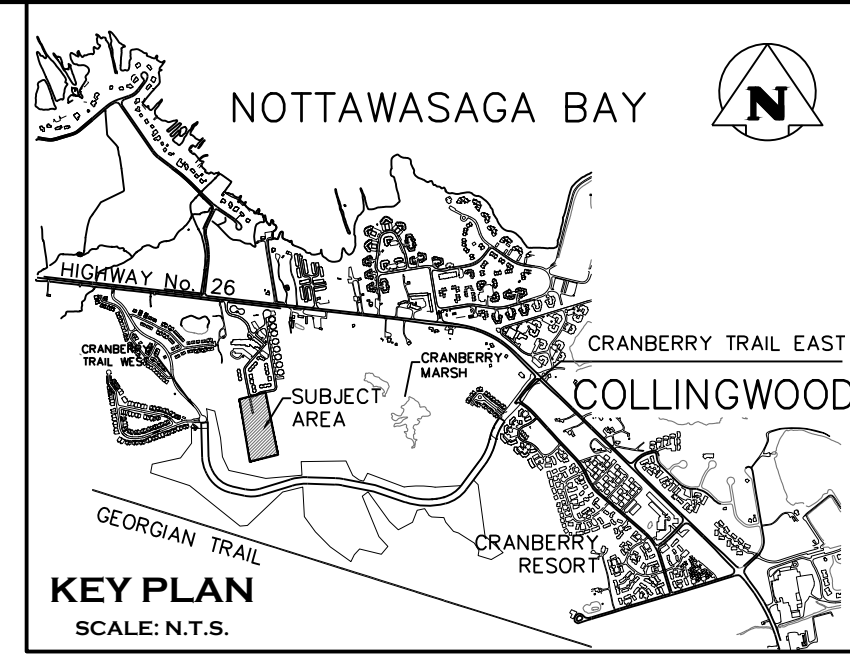 NOTTAWASAGA BAY
N
HIGHWAY No. 26
CRANBERRY TRAIL EAST
CRANBERRY
TRAIL WEST
CRANBERRY
MARSH
COLLINGWOOD
SUBJECT
AREA
GEORGIAN TRAIL
CRANBERRY
RESORT
KEY PLAN
SCALE: N.T.S.